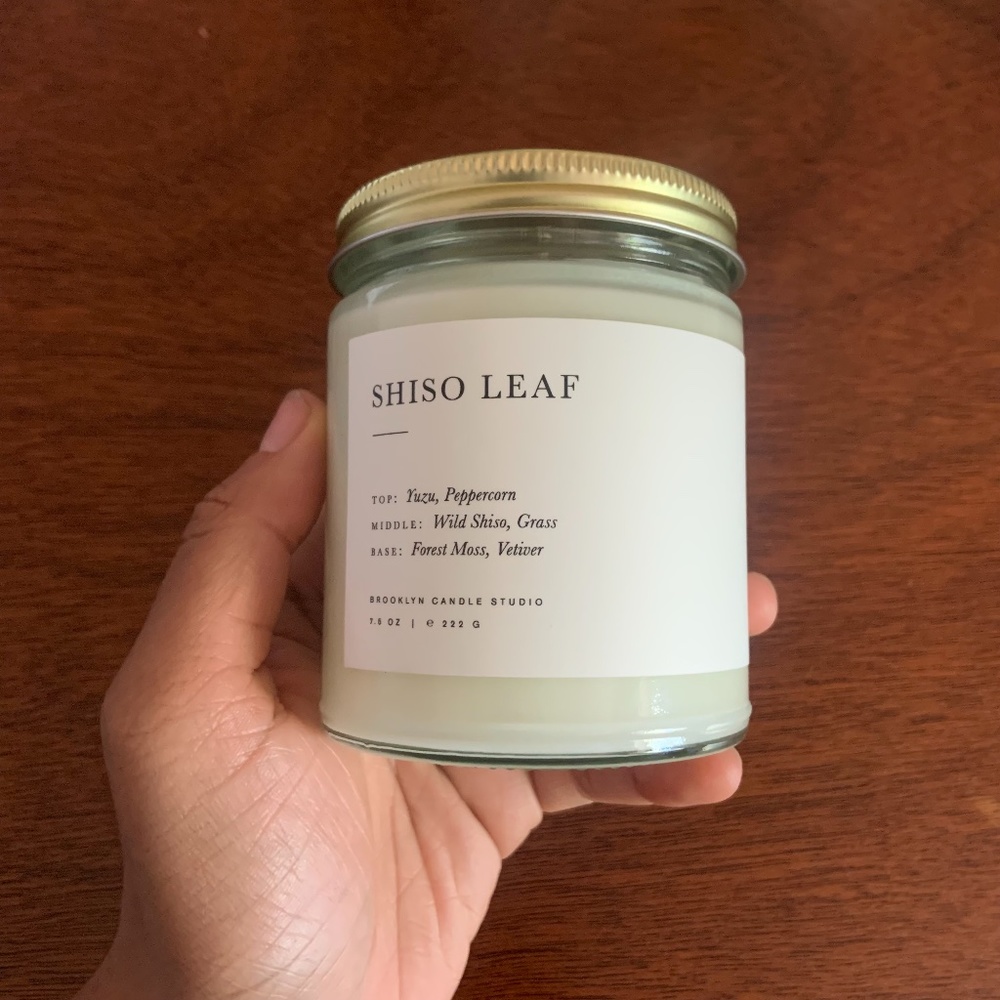 SHISO LEAF
TOP: Yuzu, Peppercorn
MIDDLE: Wild Shiso, Grass
BASE: Forest Moss, Vetiver
BROOKLYN CANDLE STUDIO
7.5 OZ | ℮ 222 G